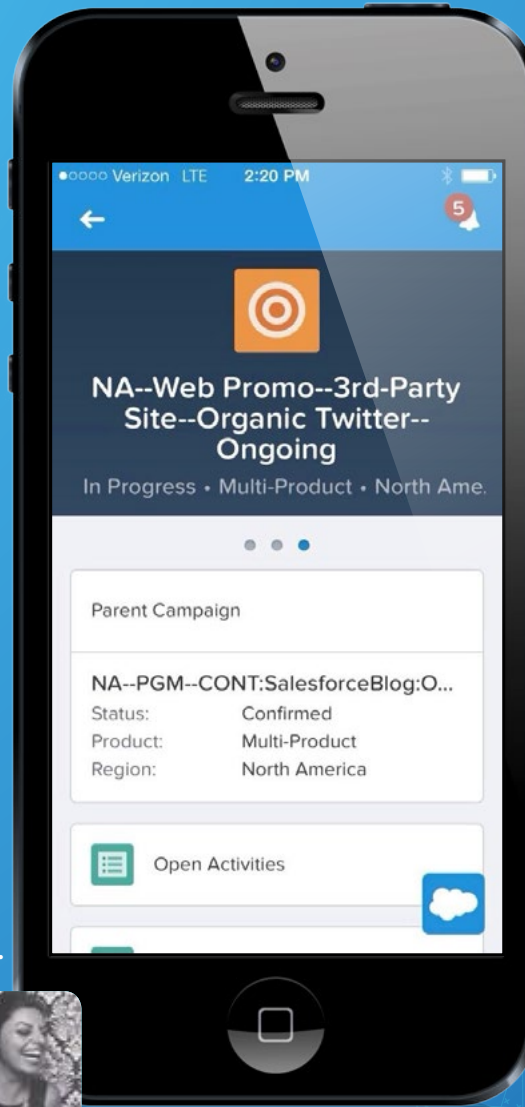 Verizon LTE 2:20 PM
5
NA--Web Promo--3rd-Party
Site--Organic Twitter--
Ongoing
In Progress • Multi-Product • North Ame.
Parent Campaign
NA--PGM--CONT:SalesforceBlog:O...
Status: Confirmed
Product: Multi-Product
Region: North America
Open Activities